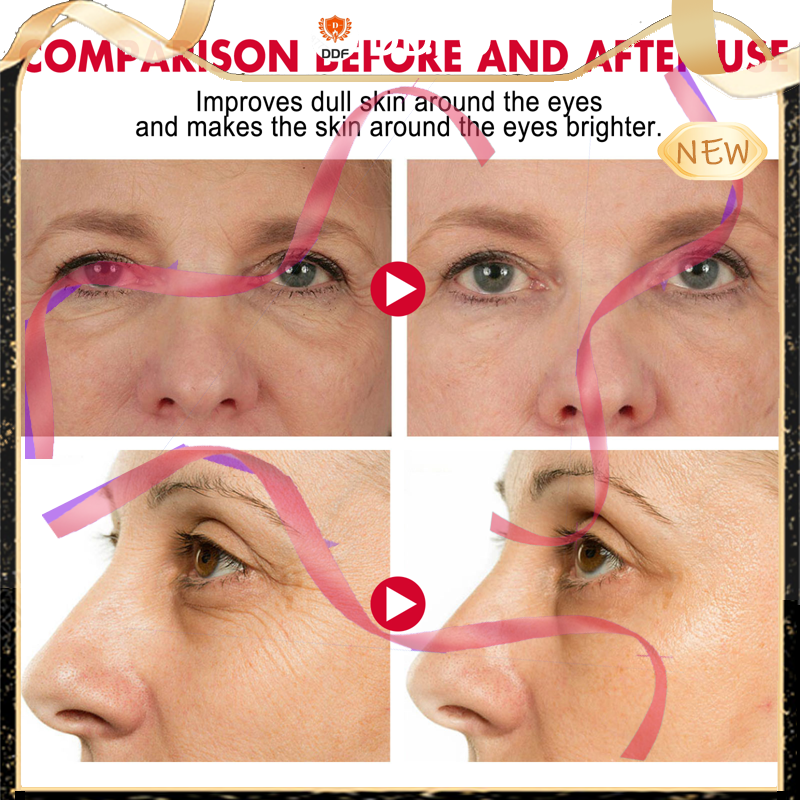 COMPARISON BEFORE AND AFTER USE
DDF
Improves dull skin around the eyes
and makes the skin around the eyes brighter.
NEW